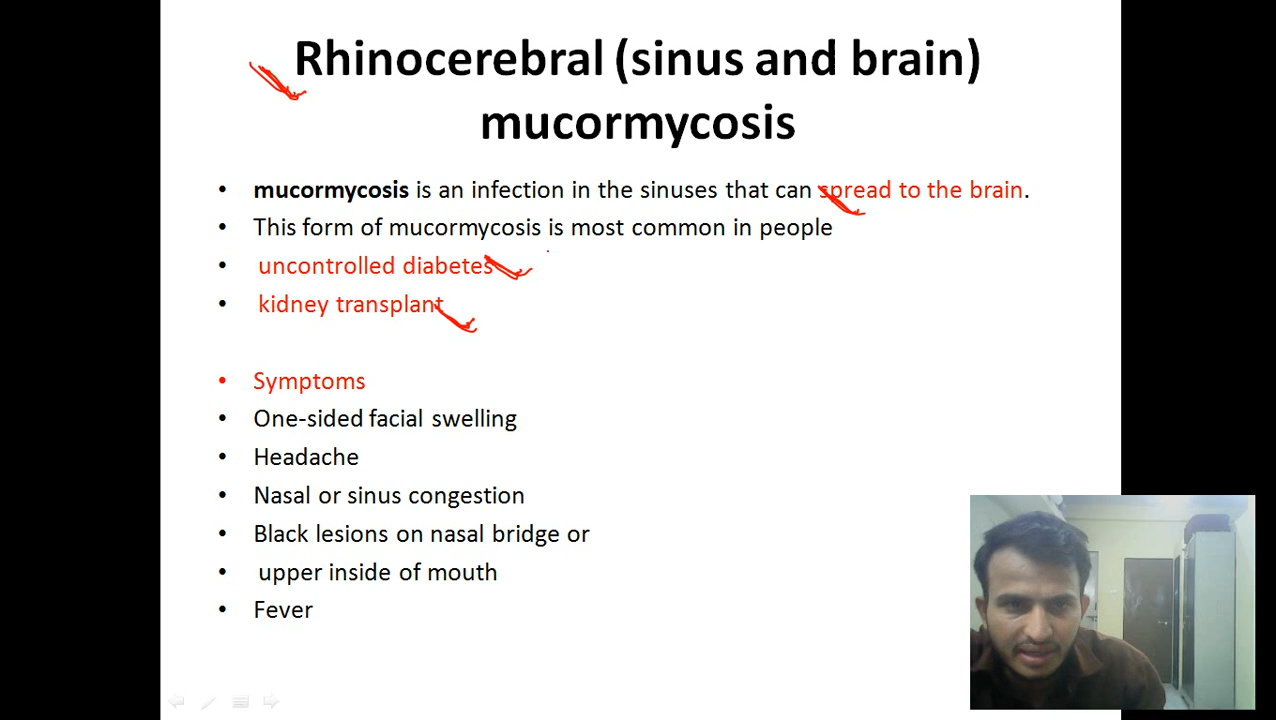 Rhinocerebral (sinus and brain)
mucormycosis
• mucormycosis is an infection in the sinuses that can spread to the brain.
• This form of mucormycosis is most common in people
• uncontrolled diabetes
• kidney transplant
• Symptoms
• One-sided facial swelling
• Headache
• Nasal or sinus congestion
• Black lesions on nasal bridge or
• upper inside of mouth
• Fever